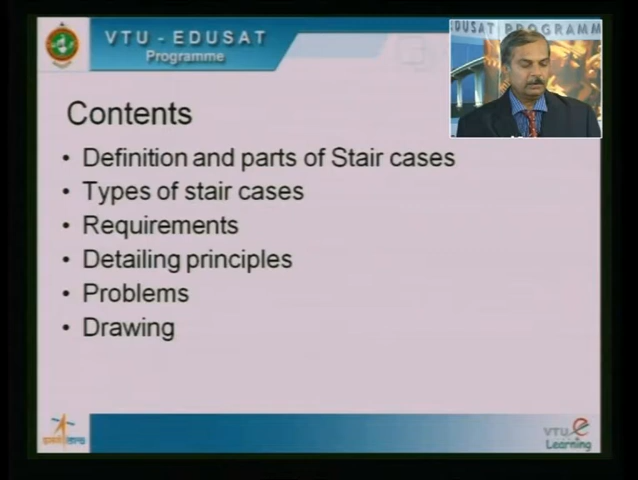 VTU - EDUSAT
Programme
EDUSAT PROGRAMM
Contents
• Definition and parts of Stair cases
• Types of stair cases
• Requirements
• Detailing principles
• Problems
• Drawing
VTU e
Learning